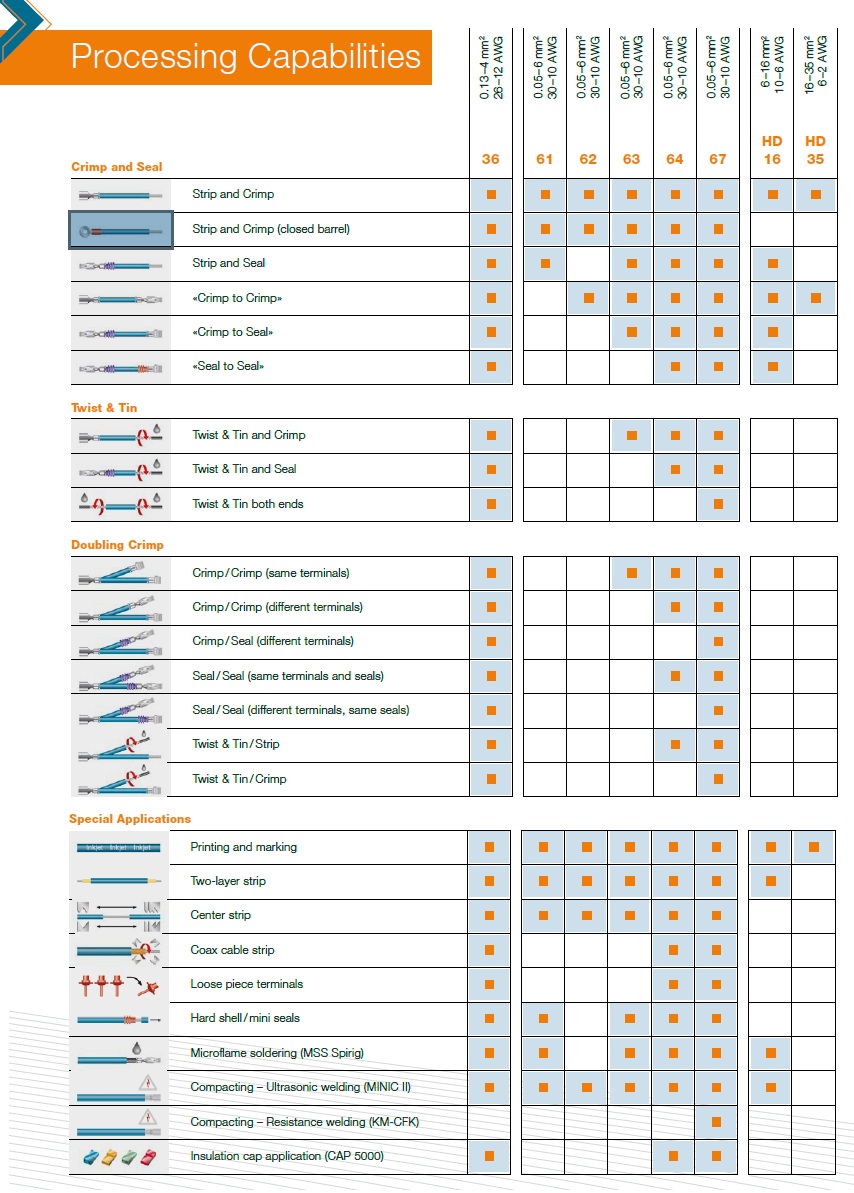 Processing Capabilities
0.13–4 mm²
26–12 AWG
0.05–6 mm²
30–10 AWG
0.05–6 mm²
30–10 AWG
0.05–6 mm²
30–10 AWG
0.05–6 mm²
30–10 AWG
0.05–6 mm²
30–10 AWG
6–16 mm²
10–6 AWG
16–35 mm²
6–2 AWG
HD HD
Crimp and Seal 36 61 62 63 64 67 16 35
Strip and Crimp
Strip and Crimp (closed barrel)
Strip and Seal
«Crimp to Crimp»
«Crimp to Seal»
«Seal to Seal»
Twist & Tin
Twist & Tin and Crimp
Twist & Tin and Seal
Twist & Tin both ends
Doubling Crimp
Crimp/Crimp (same terminals)
Crimp/Crimp (different terminals)
Crimp/Seal (different terminals)
Seal/Seal (same terminals and seals)
Seal/Seal (different terminals, same seals)
Twist & Tin/Strip
Twist & Tin/Crimp
Special Applications
Inkjet Inkjet Inkjet Printing and marking
Two-layer strip
Center strip
Coax cable strip
Loose piece terminals
Hard shell/mini seals
Microflame soldering (MSS Spirig)
Compacting – Ultrasonic welding (MINIC II)
Compacting – Resistance welding (KM-CFK)
Insulation cap application (CAP 5000)